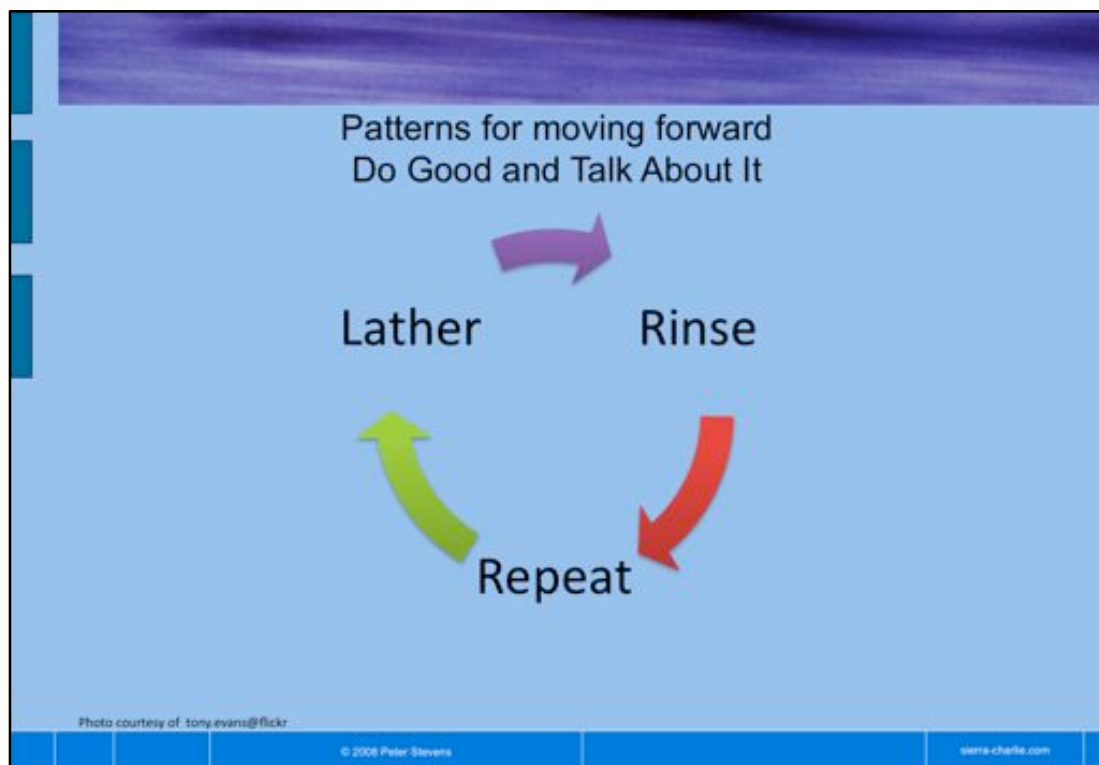 Patterns for moving forward
Do Good and Talk About It
Lather
Rinse
Repeat
Photo courtesy of tony.evans@flickr
© 2008 Peter Stevens
sierra-charlie.com